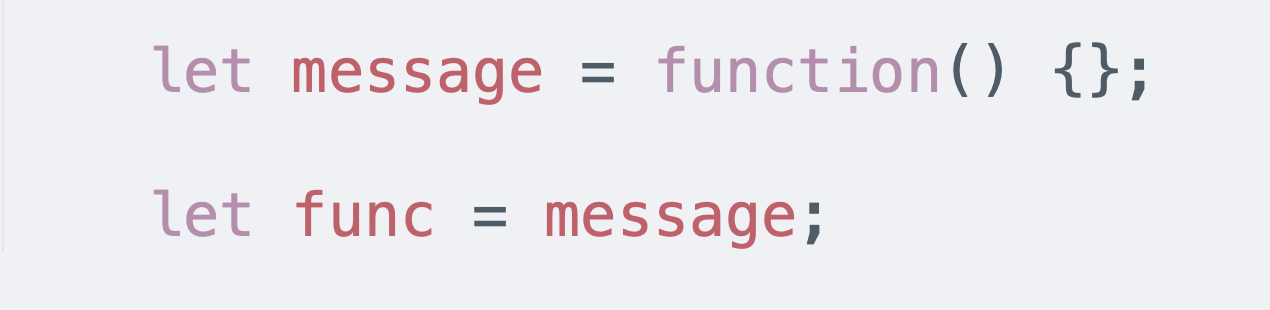 let message = function() {};
let func = message;